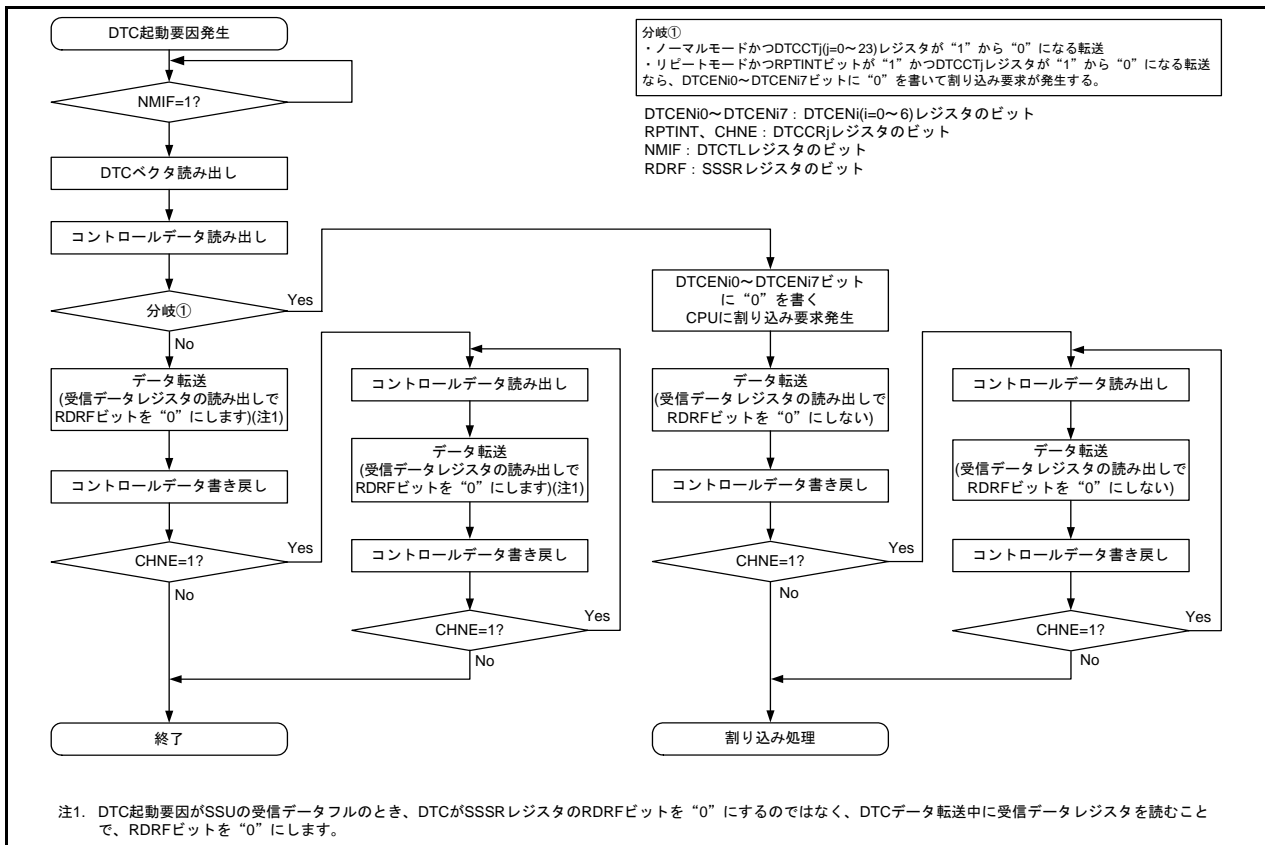 DTC起動要因発生
NMIF=1?
DTCベクタ読み出し
コントロールデータ読み出し
分岐①
Yes
No
データ転送
(受信データレジスタの読み出しで
RDRFビットを“0”にします)(注1)
コントロールデータ書き戻し
CHNE=1?
Yes
No
終了
コントロールデータ読み出し
データ転送
(受信データレジスタの読み出しで
RDRFビットを“0”にします)(注1)
コントロールデータ書き戻し
CHNE=1?
Yes
No
分岐①
・ノーマルモードかつDTCCTj(j=0～23)レジスタが“1”から“0”になる転送
・リピートモードかつRPTINTビットが“1”かつDTCCTjレジスタが“1”から“0”になる転送
なら、DTCENi0～DTCENi7ビットに“0”を書いて割り込み要求が発生する。
DTCENi0～DTCENi7：DTCENi(i=0～6)レジスタのビット
RPTINT、CHNE：DTCCRjレジスタのビット
NMIF：DTCTLレジスタのビット
RDRF：SSSRレジスタのビット
DTCENi0～DTCENi7ビット
に“0”を書く
CPUに割り込み要求発生
データ転送
(受信データレジスタの読み出しで
RDRFビットを“0”にしない)
コントロールデータ書き戻し
CHNE=1?
Yes
No
割り込み処理
コントロールデータ読み出し
データ転送
(受信データレジスタの読み出しで
RDRFビットを“0”にしない)
コントロールデータ書き戻し
CHNE=1?
Yes
No
注1. DTC起動要因がSSUの受信データフルのとき、DTCがSSSRレジスタのRDRFビットを“0”にするのではなく、DTCデータ転送中に受信データレジスタを読むこと
で、RDRFビットを“0”にします。